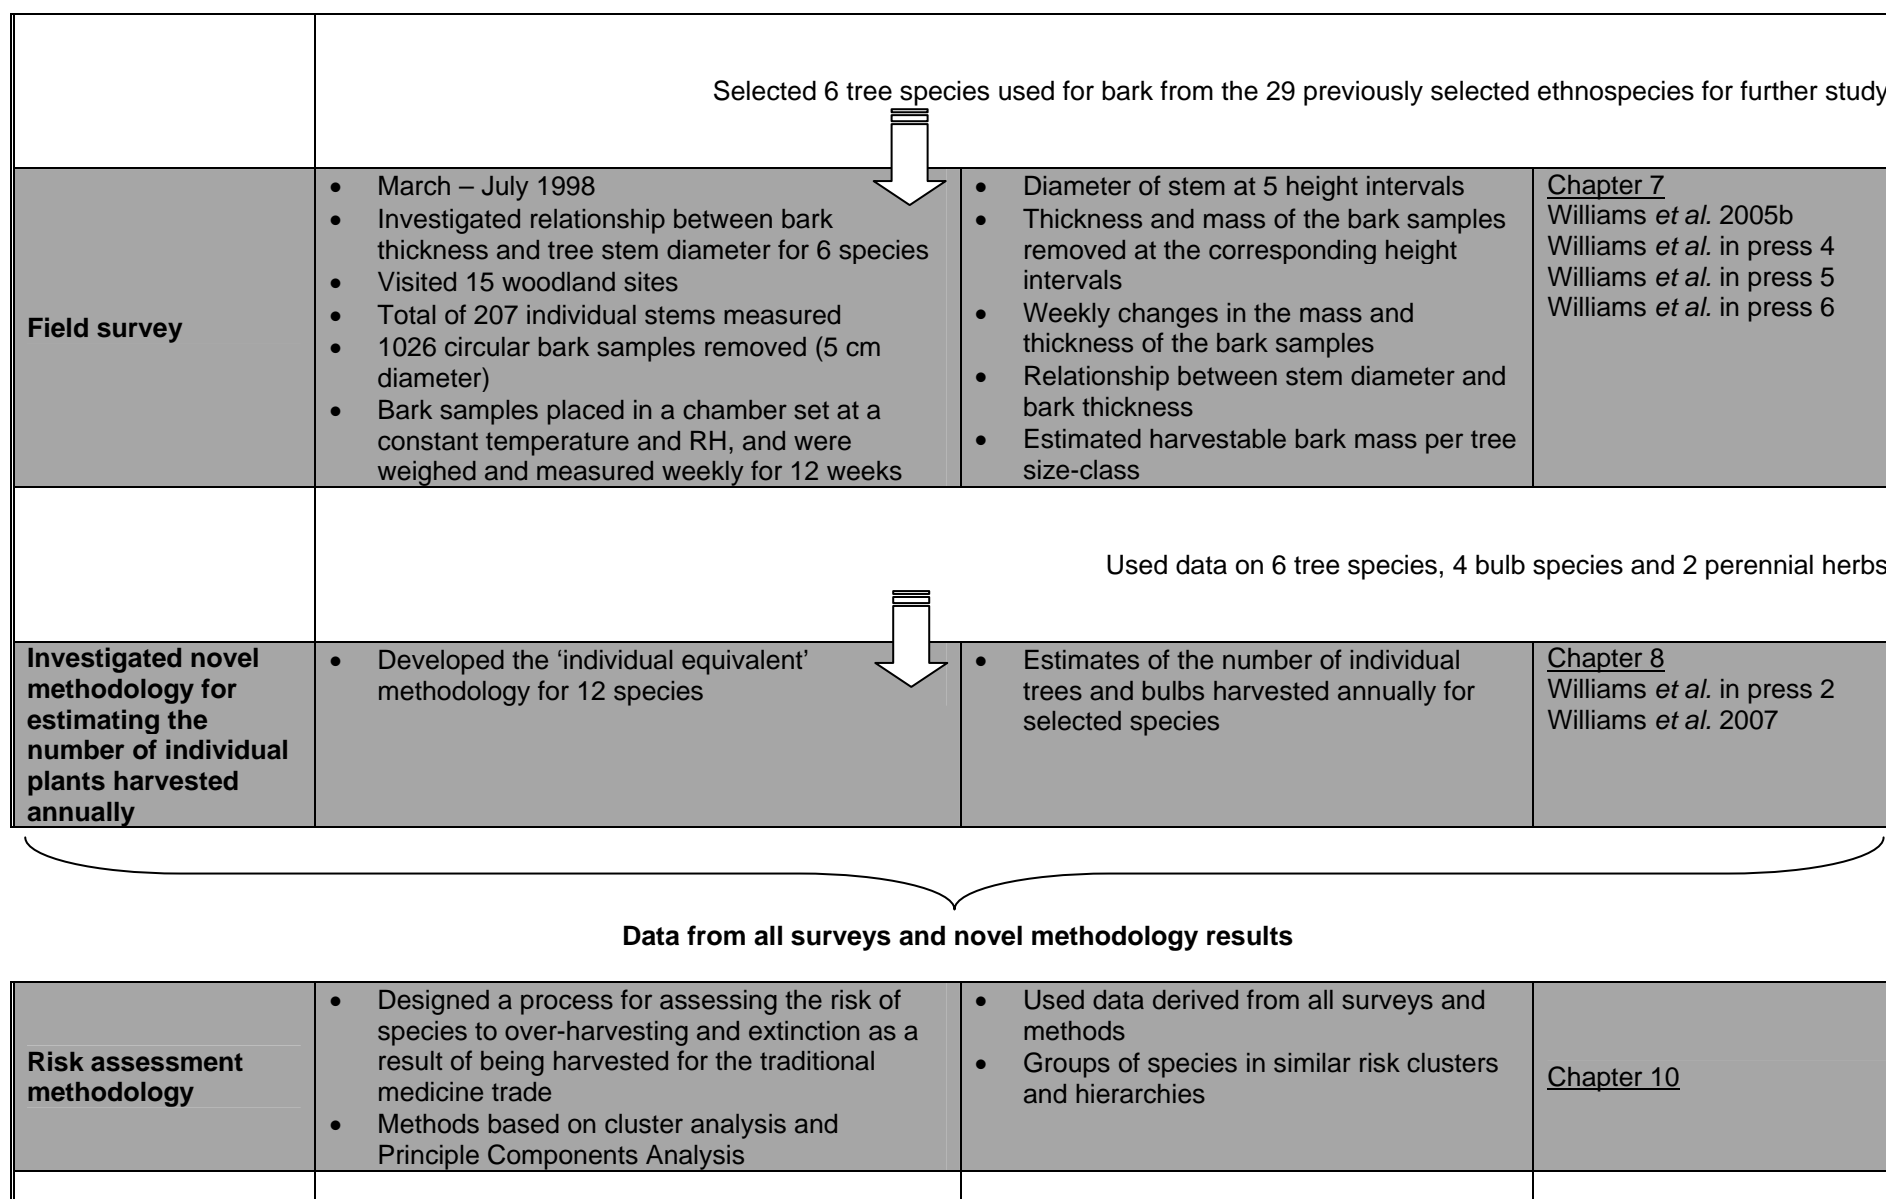 Selected 6 tree species used for bark from the 29 previously selected ethnospecies for further study
Field survey
• March – July 1998
• Investigated relationship between bark
thickness and tree stem diameter for 6 species
• Visited 15 woodland sites
• Total of 207 individual stems measured
• 1026 circular bark samples removed (5 cm
diameter)
• Bark samples placed in a chamber set at a
constant temperature and RH, and were
weighed and measured weekly for 12 weeks
• Diameter of stem at 5 height intervals
• Thickness and mass of the bark samples
removed at the corresponding height
intervals
• Weekly changes in the mass and
thickness of the bark samples
• Relationship between stem diameter and
bark thickness
• Estimated harvestable bark mass per tree
size-class
Chapter 7
Williams et al. 2005b
Williams et al. in press 4
Williams et al. in press 5
Williams et al. in press 6
Used data on 6 tree species, 4 bulb species and 2 perennial herbs
Investigated novel
methodology for
estimating the
number of individual
plants harvested
annually
• Developed the ‘individual equivalent’
methodology for 12 species
• Estimates of the number of individual
trees and bulbs harvested annually for
selected species
Chapter 8
Williams et al. in press 2
Williams et al. 2007
Data from all surveys and novel methodology results
Risk assessment
methodology
• Designed a process for assessing the risk of
species to over-harvesting and extinction as a
result of being harvested for the traditional
medicine trade
• Methods based on cluster analysis and
Principle Components Analysis
• Used data derived from all surveys and
methods
• Groups of species in similar risk clusters
and hierarchies
Chapter 10